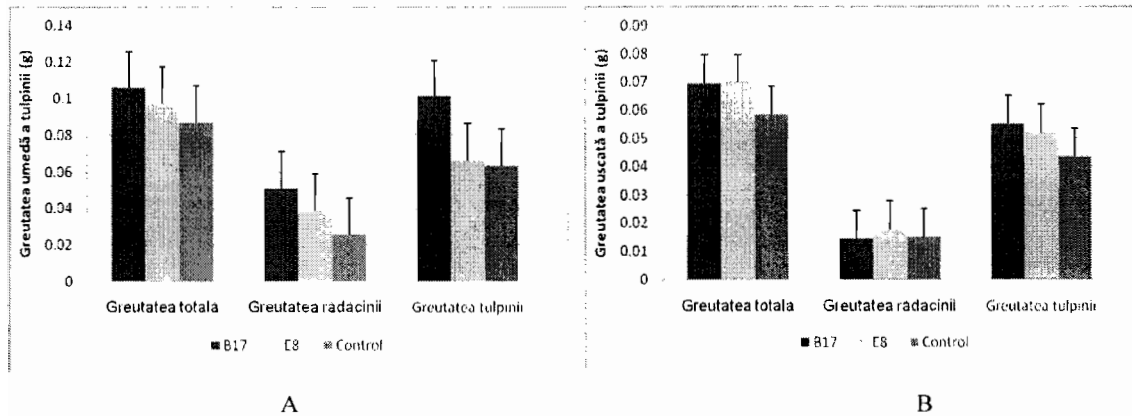 Greutatea umedă a tulpinii (g)
0.14
0.12
0.1
0.08
0.06
0.04
0.02
0
Greutatea totala
Greutatea radacinii
Greutatea tulpinii
B17
E8
Control
A
Greutatea uscată a tulpinii (g)
0.09
0.08
0.07
0.06
0.05
0.04
0.03
0.02
0.01
0
Greutatea totala
Greutatea radacinii
Greutatea tulpinii
B17
E8
Control
B